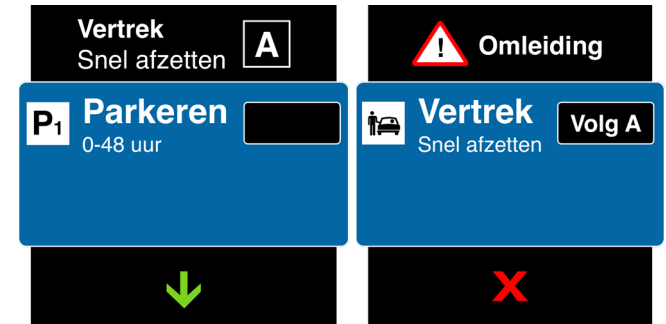 Vertrek
Snel afzetten
A
P1
Parkeren
0-48 uur
!
Omleiding
Vertrek
Snel afzetten
Volg A